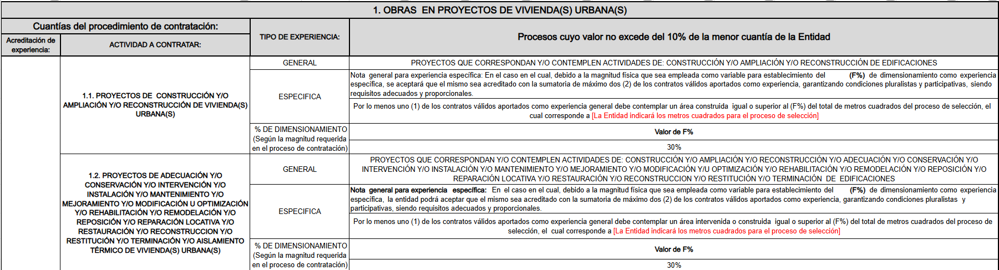 1. OBRAS EN PROYECTOS DE VIVIENDA(S) URBANA(S)
Cuantías del procedimiento de contratación:
TIPO DE EXPERIENCIA:
Procesos cuyo valor no excede del 10% de la menor cuantía de la Entidad
Acreditación de
experiencia:
ACTIVIDAD A CONTRATAR:
1.1. PROYECTOS DE CONSTRUCCIÓN Y/O
AMPLIACIÓN Y/O RECONSTRUCCIÓN DE VIVIENDA(S)
URBANA(S)
GENERAL
PROYECTOS QUE CORRESPONDAN Y/O CONTEMPLEN ACTIVIDADES DE: CONSTRUCCIÓN Y/O AMPLIACIÓN Y/O RECONSTRUCCIÓN DE EDIFICACIONES
ESPECIFICA
Nota general para experiencia específica: En el caso en el cual, debido a la magnitud física que sea empleada como variable para establecimiento del (F%) de dimensionamiento como experiencia
específica, se aceptará que el mismo sea acreditado con la sumatoria de máximo dos (2) de los contratos válidos aportados como experiencia, garantizando condiciones pluralistas y participativas, siendo
requisitos adecuados y proporcionales.
Por lo menos uno (1) de los contratos válidos aportados como experiencia general debe contemplar un área construida igual o superior al (F%) del total de metros cuadrados del proceso de selección, el
cual corresponde a [La Entidad indicará los metros cuadrados para el proceso de selección]
% DE DIMENSIONAMIENTO
(Según la magnitud requerida
en el proceso de contratación)
Valor de F%
30%
1.2. PROYECTOS DE ADECUACIÓN Y/O
CONSERVACIÓN Y/O INTERVENCIÓN Y/O
INSTALACIÓN Y/O MANTENIMIENTO Y/O
MEJORAMIENTO Y/O MODIFICACIÓN U OPTIMIZACIÓN
Y/O REHABILITACIÓN Y/O REMODELACIÓN Y/O
REPOSICIÓN Y/O REPARACIÓN LOCATIVA Y/O
RESTAURACIÓN Y/O RECONSTRUCCION Y/O
RESTITUCIÓN Y/O TERMINACIÓN Y/O AISLAMIENTO
TÉRMICO DE VIVIENDA(S) URBANA(S)
GENERAL
PROYECTOS QUE CORRESPONDAN Y/O CONTEMPLEN ACTIVIDADES DE: CONSTRUCCIÓN Y/O AMPLIACIÓN Y/O RECONSTRUCCIÓN Y/O ADECUACIÓN Y/O CONSERVACIÓN Y/O
INTERVENCIÓN Y/O INSTALACIÓN Y/O MANTENIMIENTO Y/O MEJORAMIENTO Y/O MODIFICACIÓN Y/U OPTIMIZACIÓN Y/O REHABILITACIÓN Y/O REMODELACIÓN Y/O REPOSICIÓN Y/O
REPARACIÓN LOCATIVA Y/O RESTAURACIÓN Y/O RECONSTRUCCION Y/O RESTITUCIÓN Y/O TERMINACIÓN DE EDIFICACIONES
ESPECIFICA
Nota general para experiencia específica: En el caso en el cual, debido a la magnitud física que sea empleada como variable para establecimiento del (F%) de dimensionamiento como experiencia
específica, la entidad podrá aceptar que el mismo sea acreditado con la sumatoria de máximo dos (2) de los contratos válidos aportados como experiencia, garantizando condiciones pluralistas y
participativas, siendo requisitos adecuados y proporcionales.
Por lo menos uno (1) de los contratos válidos aportados como experiencia general debe contemplar un área intervenida o construida igual o superior al (F%) del total de metros cuadrados del proceso de
selección, el cual corresponde a [La Entidad indicará los metros cuadrados para el proceso de selección]
% DE DIMENSIONAMIENTO
(Según la magnitud requerida
en el proceso de contratación)
Valor de F%
30%